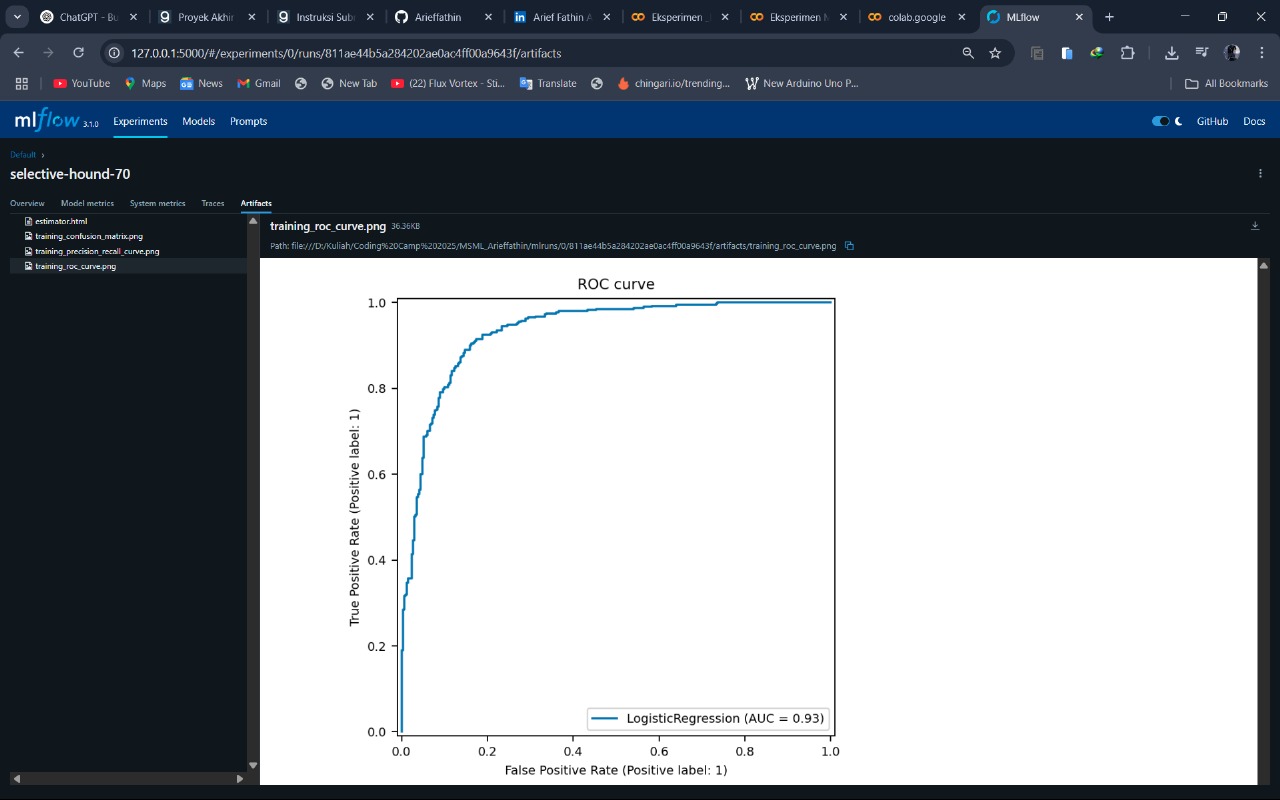 ChatGPT - Bu
Proyek Akhir
Instruksi Sub
Arieffathin
Arief Fathin A
Eksperimen _
Eksperimen M
colab.google
MLflow
127.0.0.1:5000/#/experiments/0/runs/811ae44b5a284202ae0ac4ff00a9643f/artifacts
YouTube
Maps
News
Gmail
New Tab
(22) Flux Vortex - Sti...
Translate
chingari.io/trending...
New Arduino Uno P...
All Bookmarks
mlflow 3.1.0
Experiments
Models
Prompts
GitHub
Docs
Default
selective-hound-70
Overview
Model metrics
System metrics
Traces
Artifacts
estimator.html
training_confusion_matrix.png
training_precision_recall_curve.png
training_roc_curve.png
training_roc_curve.png 36.36KB
Path: file:///D:/Kuliah/Coding%20Camp%202025/MSML_Arieffathin/mlruns/0/811ae44b5a284202ae0ac4ff00a9643f/artifacts/training_roc_curve.png
ROC curve
1.0
0.8
0.6
0.4
0.2
0.0
True Positive Rate (Positive label: 1)
LogisticRegression (AUC = 0.93)
0.0
0.2
0.4
0.6
0.8
1.0
False Positive Rate (Positive label: 1)